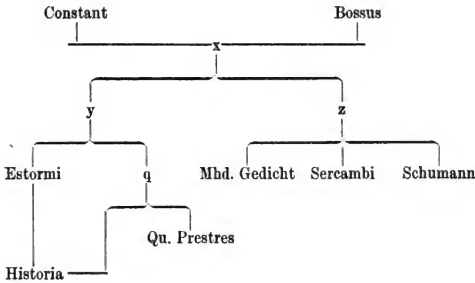 Constant Bossus
x
y z
Estormi q Mhd. Gedicht Sercambi Schumann
Qu. Prestres
Historia